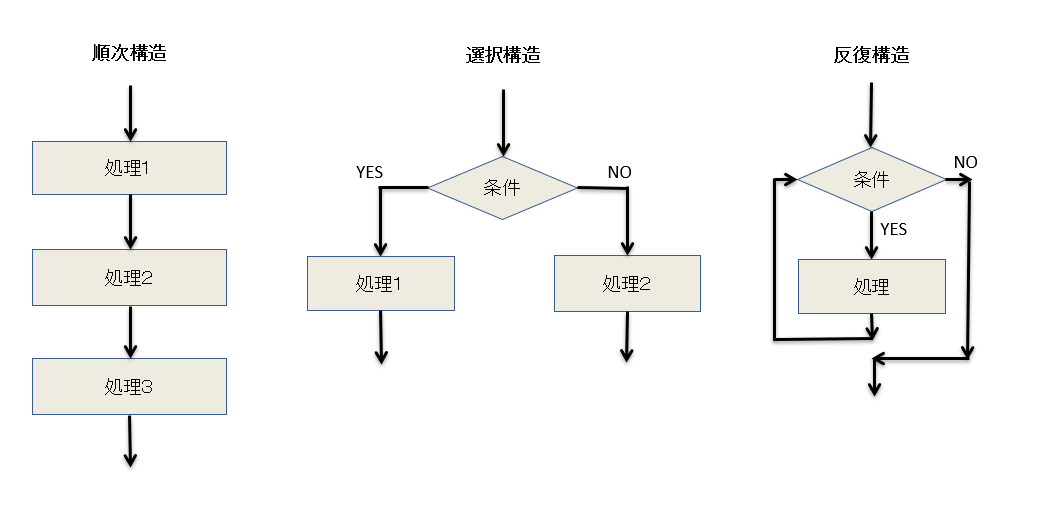 順次構造
処理1
処理2
処理3
選択構造
条件
YES
NO
処理1
処理2
反復構造
条件
NO
YES
処理